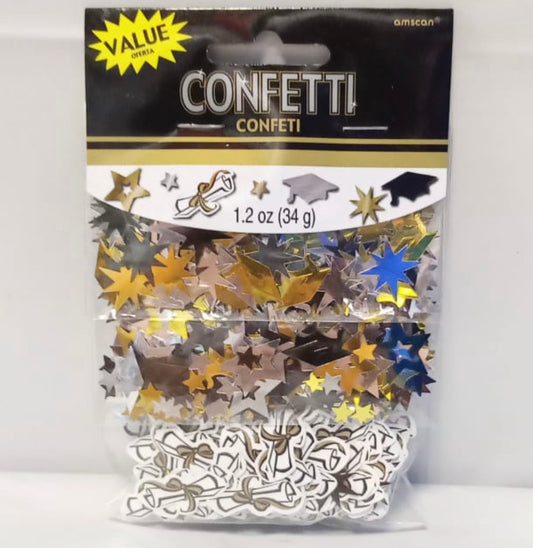 VALUE
OFERTA
amscan®
CONFETTI
CONFETI
1.2 oz (34 g)